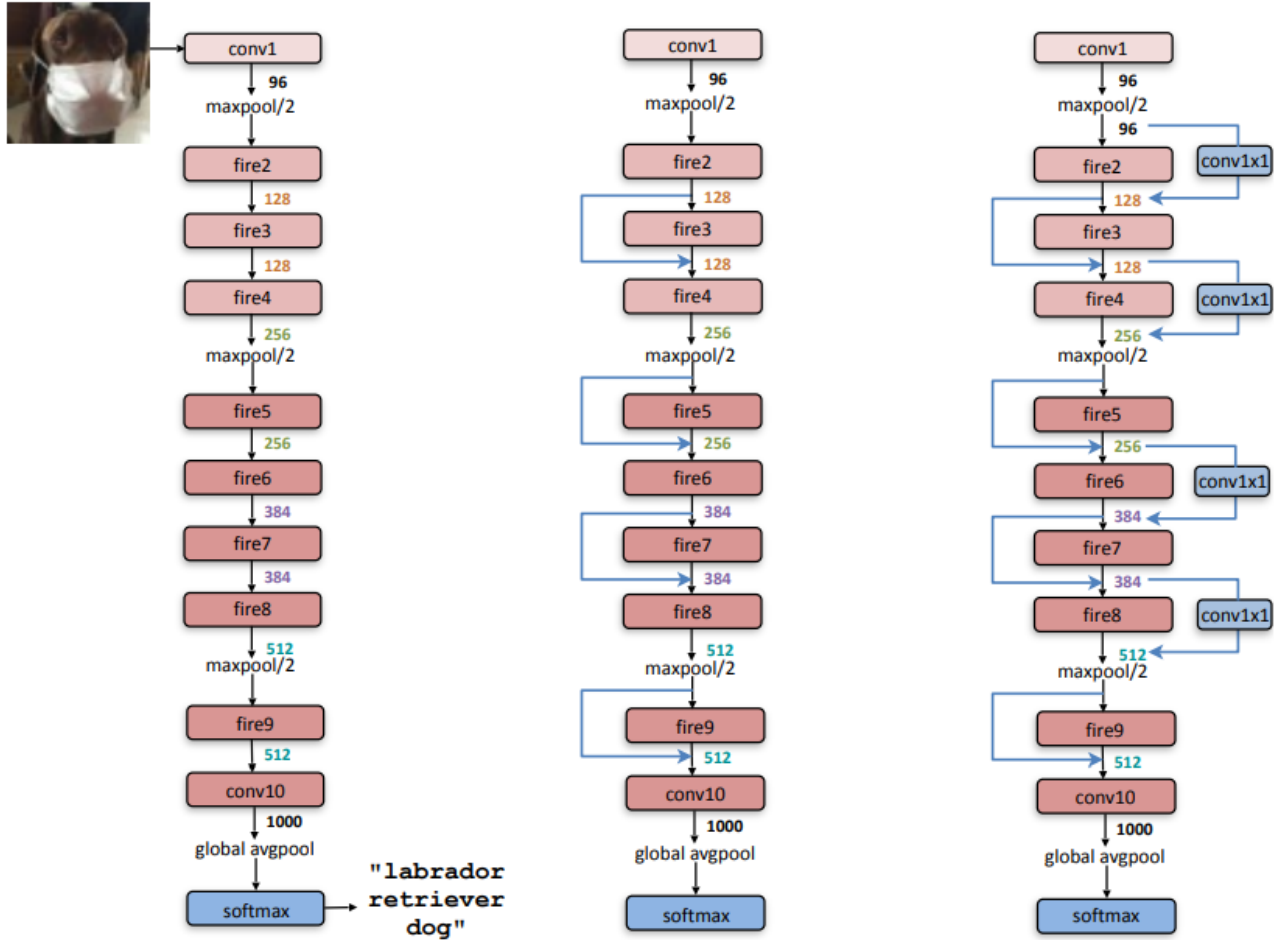 conv1
96
maxpool/2
fire2
128
fire3
128
fire4
256
maxpool/2
fire5
256
fire6
384
fire7
384
fire8
512
maxpool/2
fire9
512
conv10
1000
global avgpool
softmax
"labrador
retriever
dog"
conv1
96
maxpool/2
fire2
128
fire3
128
fire4
256
maxpool/2
fire5
256
fire6
384
fire7
384
fire8
512
maxpool/2
fire9
512
conv10
1000
global avgpool
softmax
conv1
96
maxpool/2
96
fire2
conv1x1
128
fire3
128
fire4
conv1x1
256
maxpool/2
fire5
256
fire6
conv1x1
384
fire7
384
fire8
conv1x1
512
maxpool/2
fire9
512
conv10
1000
global avgpool
softmax